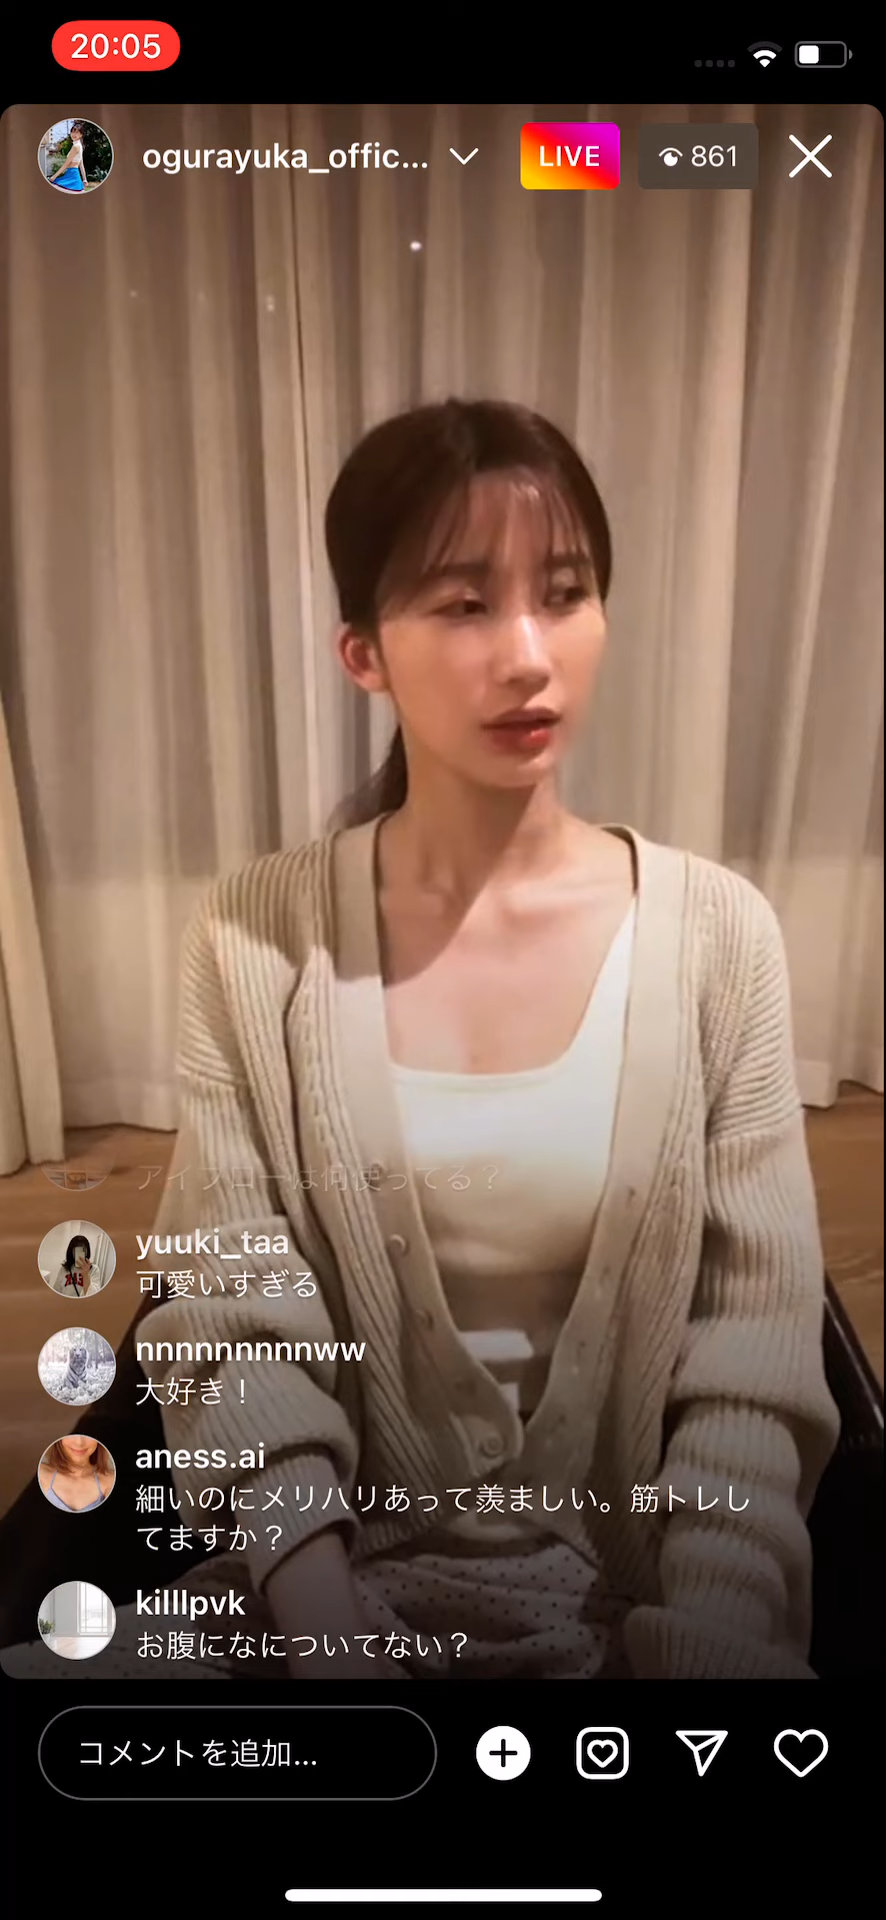 20:05
ogurayuka_offic...
LIVE
861
アイブローは何使ってる？
yuuki_taa
可愛いすぎる
nnnnnnnnnww
大好き！
aness.ai
細いのにメリハリあって羨ましい。筋トレし
てますか？
killlpvk
お腹になについてない？
コメントを追加...